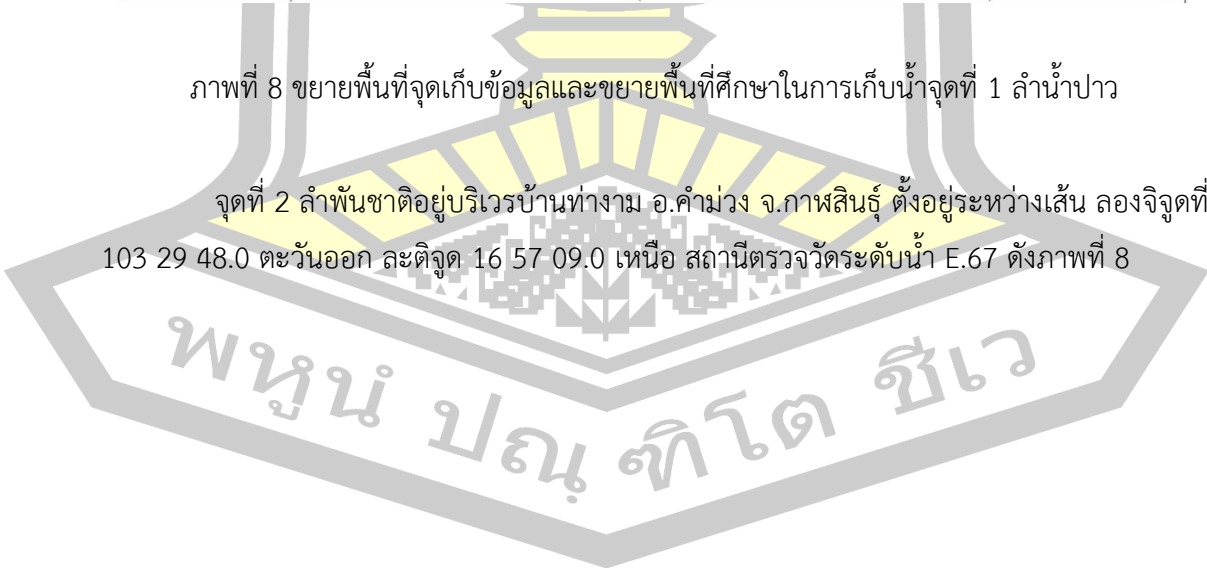 ภาพที่ 8 ขยายพื้นที่จุดเก็บข้อมูลและขยายพื้นที่ศึกษาในการเก็บน้ำจุดที่ 1 ลำน้ำปาว
จุดที่ 2 ลำพันชาติอยู่บริเวรบ้านท่างาม อ.คำม่วง จ.กาฬสินธุ์ ตั้งอยู่ระหว่างเส้น ลองจิจูดที่
103 29 48.0 ตะวันออก ละติจูด 16 57 09.0 เหนือ สถานีตรวจวัดระดับน้ำ E.67 ดังภาพที่ 8
พหูนํ ปณฺฑิโต ชีเว